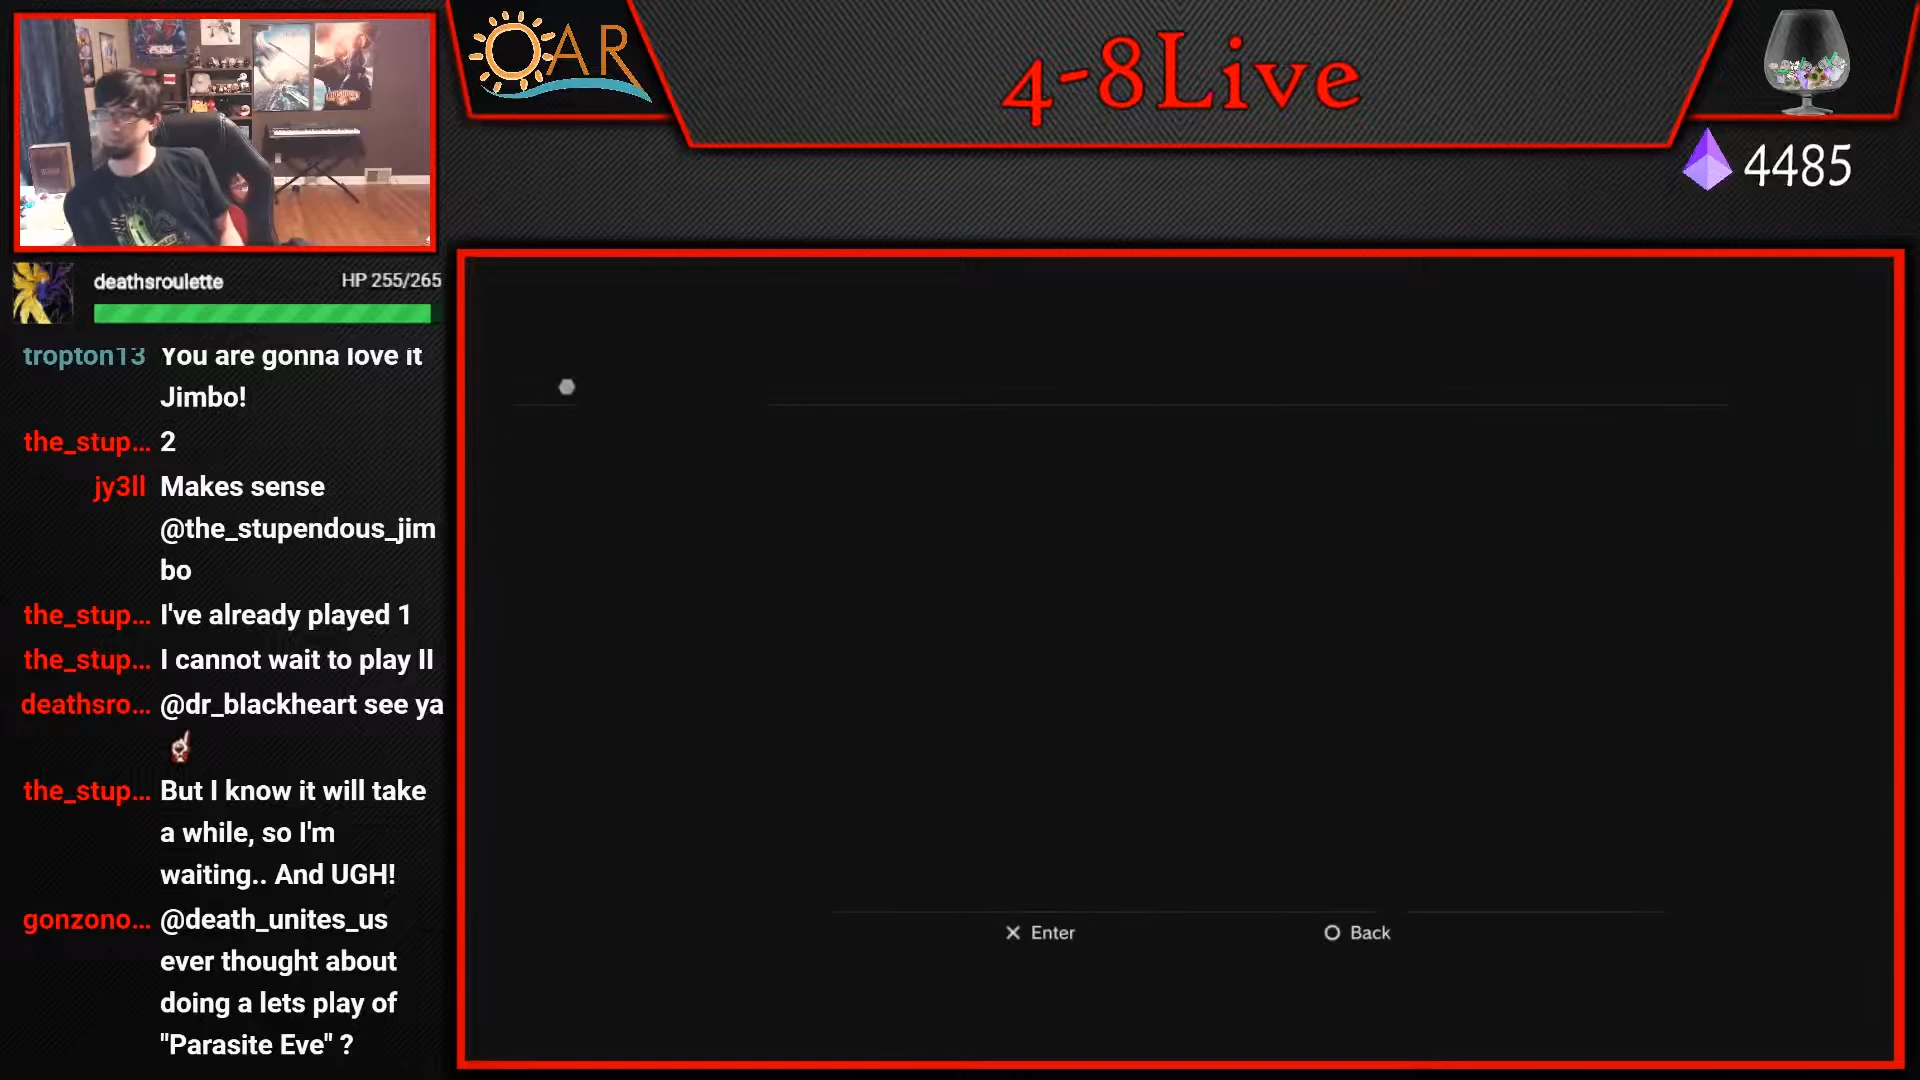 OAR
4-8Live
4485
deathsroulette HP 255/265
tropton13 You are gonna love it
Jimbo!
the_stup... 2
jy3ll Makes sense
@the_stupendous_jim
bo
the_stup... I've already played 1
the_stup... I cannot wait to play II
deathsro... @dr_blackheart see ya
the_stup... But I know it will take
a while, so I'm
waiting.. And UGH!
gonzono... @death_unites_us
ever thought about
doing a lets play of
"Parasite Eve" ?
Enter Back